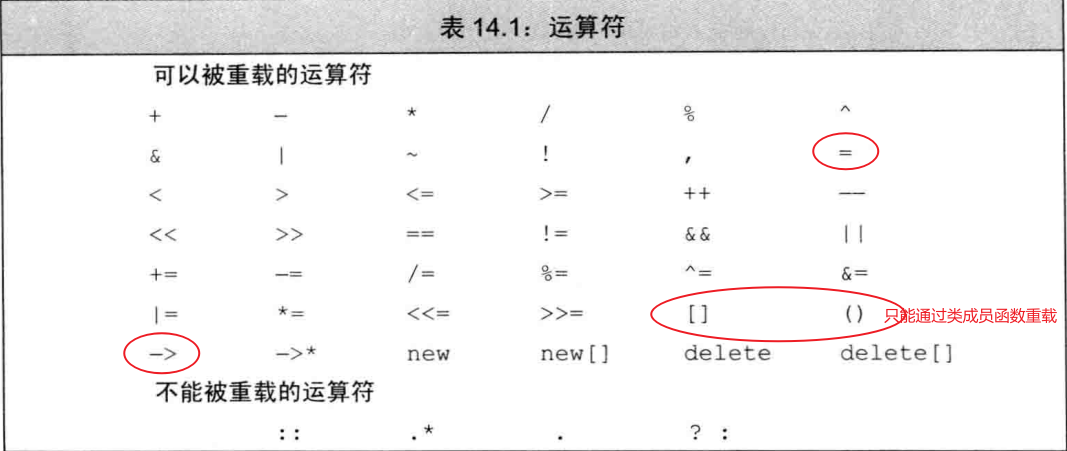 表 14.1：运算符
可以被重载的运算符
+ － * / % ^
& | ~ ! , =
< > <= >= ++ －－
<< >> == != && ||
+= －= /= %= ^= &=
|= *= <<= >>= [] () 只能通过类成员函数重载
－> －>* new new[] delete delete[]
不能被重载的运算符
:: .* . ? :